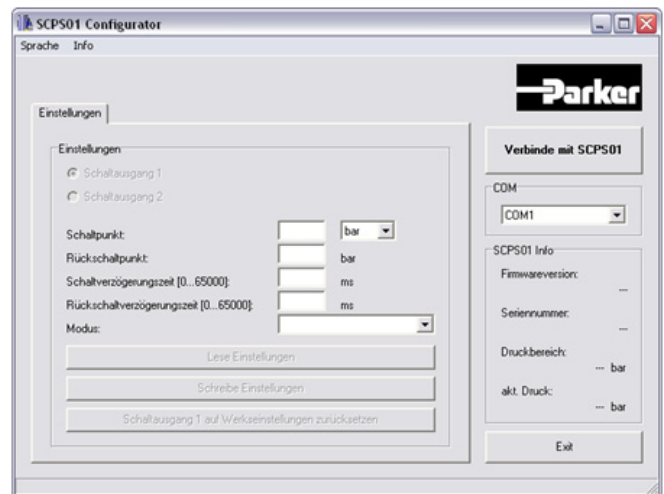 SCPS01 Configurator
Sprache Info
Parker
Einstellungen
Einstellungen
Schaltausgang 1
Schaltausgang 2
Schaltpunkt: bar
Rückschaltpunkt: bar
Schaltverzögerungszeit [0...65000]: ms
Rückschaltverzögerungszeit [0...65000]: ms
Modus:
Lese Einstellungen
Schreibe Einstellungen
Schaltausgang 1 auf Werkseinstellungen zurücksetzen
Verbinde mit SCPS01
COM
COM1
SCPS01 Info
Firmwareversion:
---
Seriennummer:
---
Druckbereich:
--- bar
akt. Druck:
--- bar
Exit